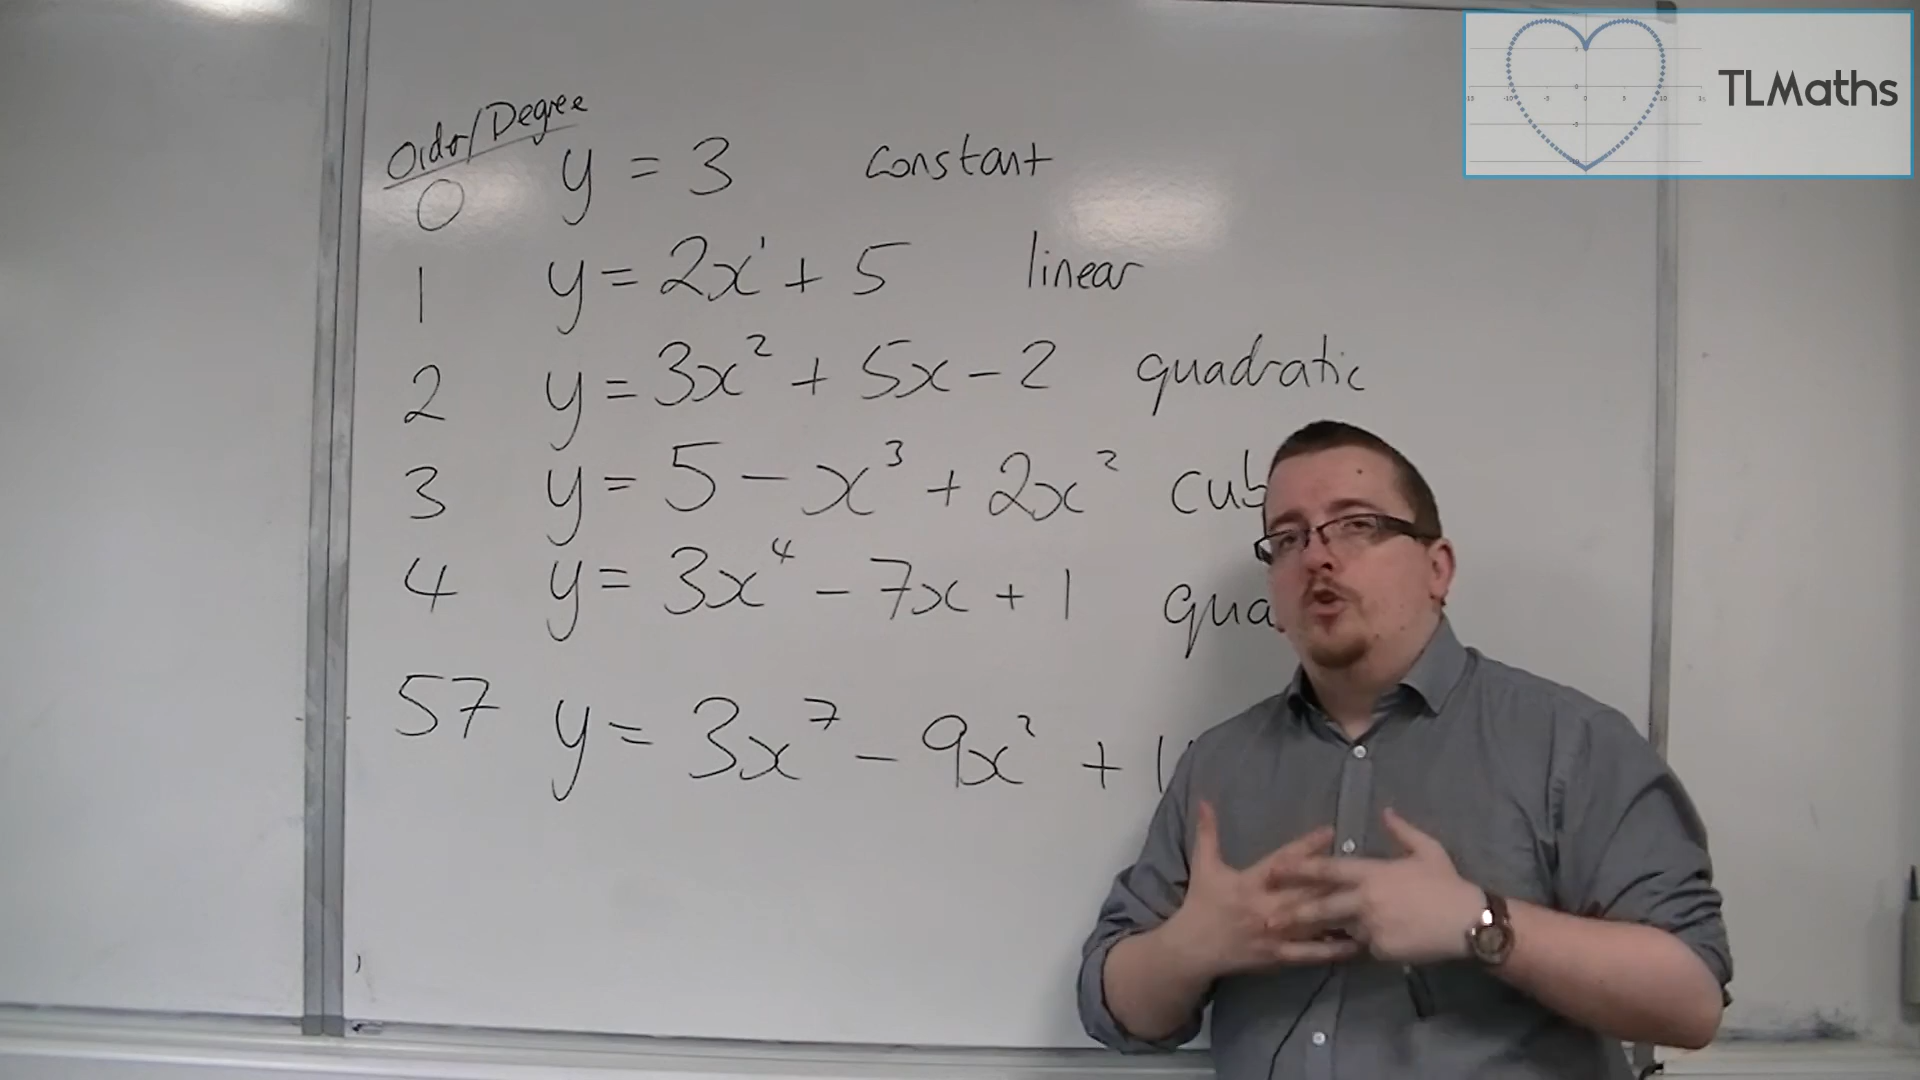 TLMaths
Order/Degree
0 y = 3 constant
1 y = 2x¹ + 5 linear
2 y = 3x² + 5x - 2 quadratic
3 y = 5 - x³ + 2x² cub
4 y = 3x⁴ - 7x + 1 qua
57 y = 3x⁷ - 9x² + 1